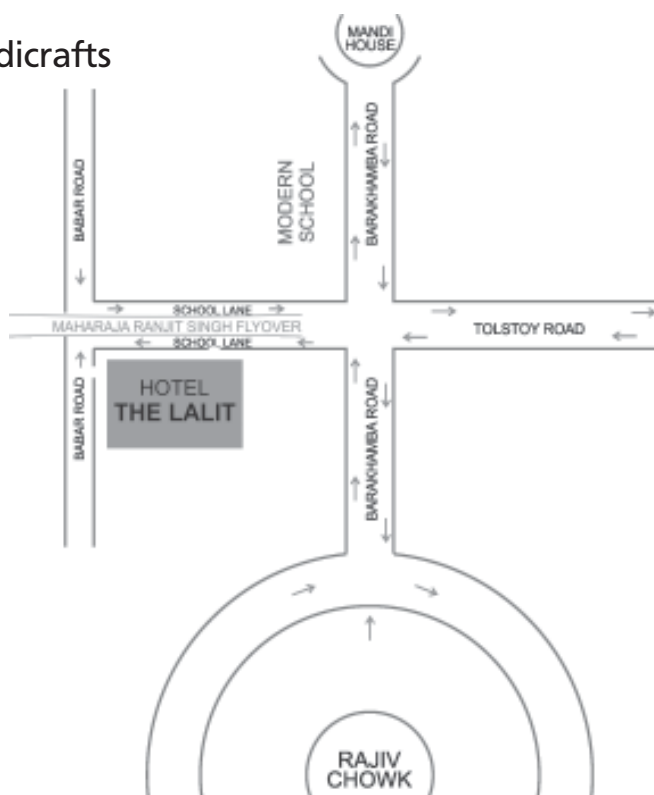 dicrafts
MANDI
HOUSE
BABAR ROAD
MODERN
SCHOOL
BARAKHAMBA ROAD
SCHOOL LANE
MAHARAJA RANJIT SINGH FLYOVER
SCHOOL LANE
TOLSTOY ROAD
BABAR ROAD
HOTEL
THE LALIT
BARAKHAMBA ROAD
RAJIV
CHOWK